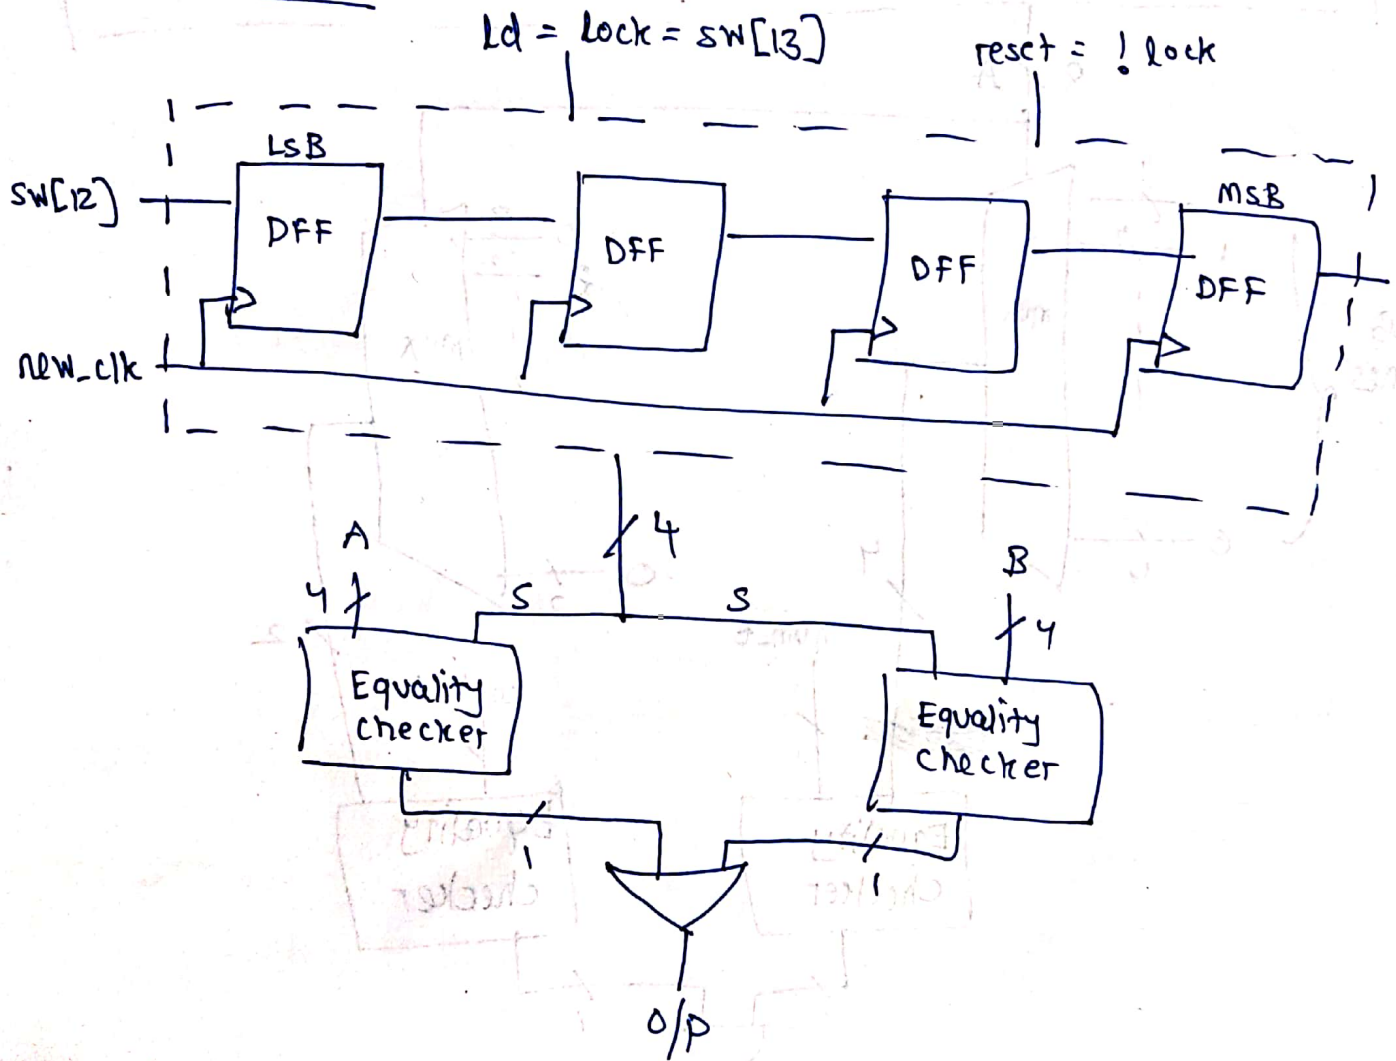 Ld = lock = sw[13]
reset = ! lock
LSB
MSB
SW[12]
DFF
DFF
DFF
DFF
new_clk
4
A
B
4
S
S
4
Equality
checker
Equality
checker
1
1
O/P